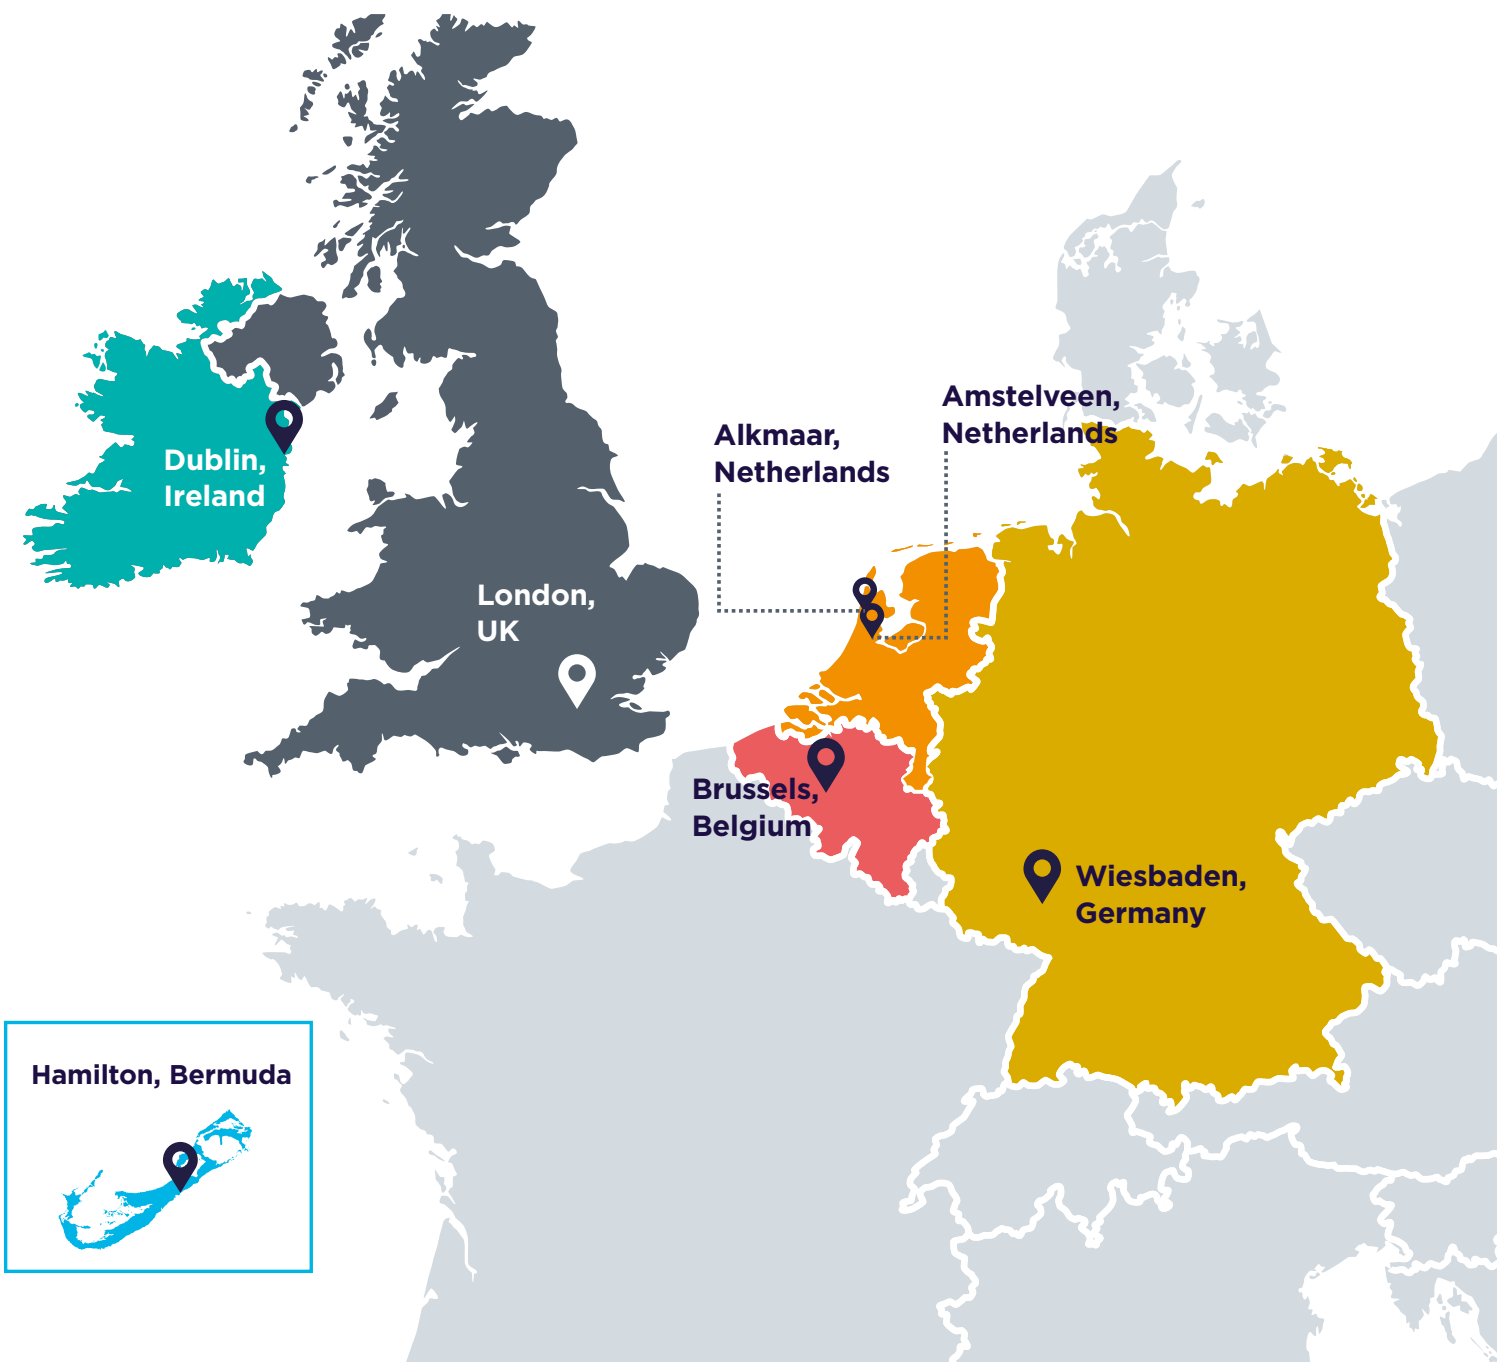 Amstelveen,
Netherlands
Alkmaar,
Netherlands
Dublin,
Ireland
London,
UK
Brussels,
Belgium
Wiesbaden,
Germany
Hamilton, Bermuda